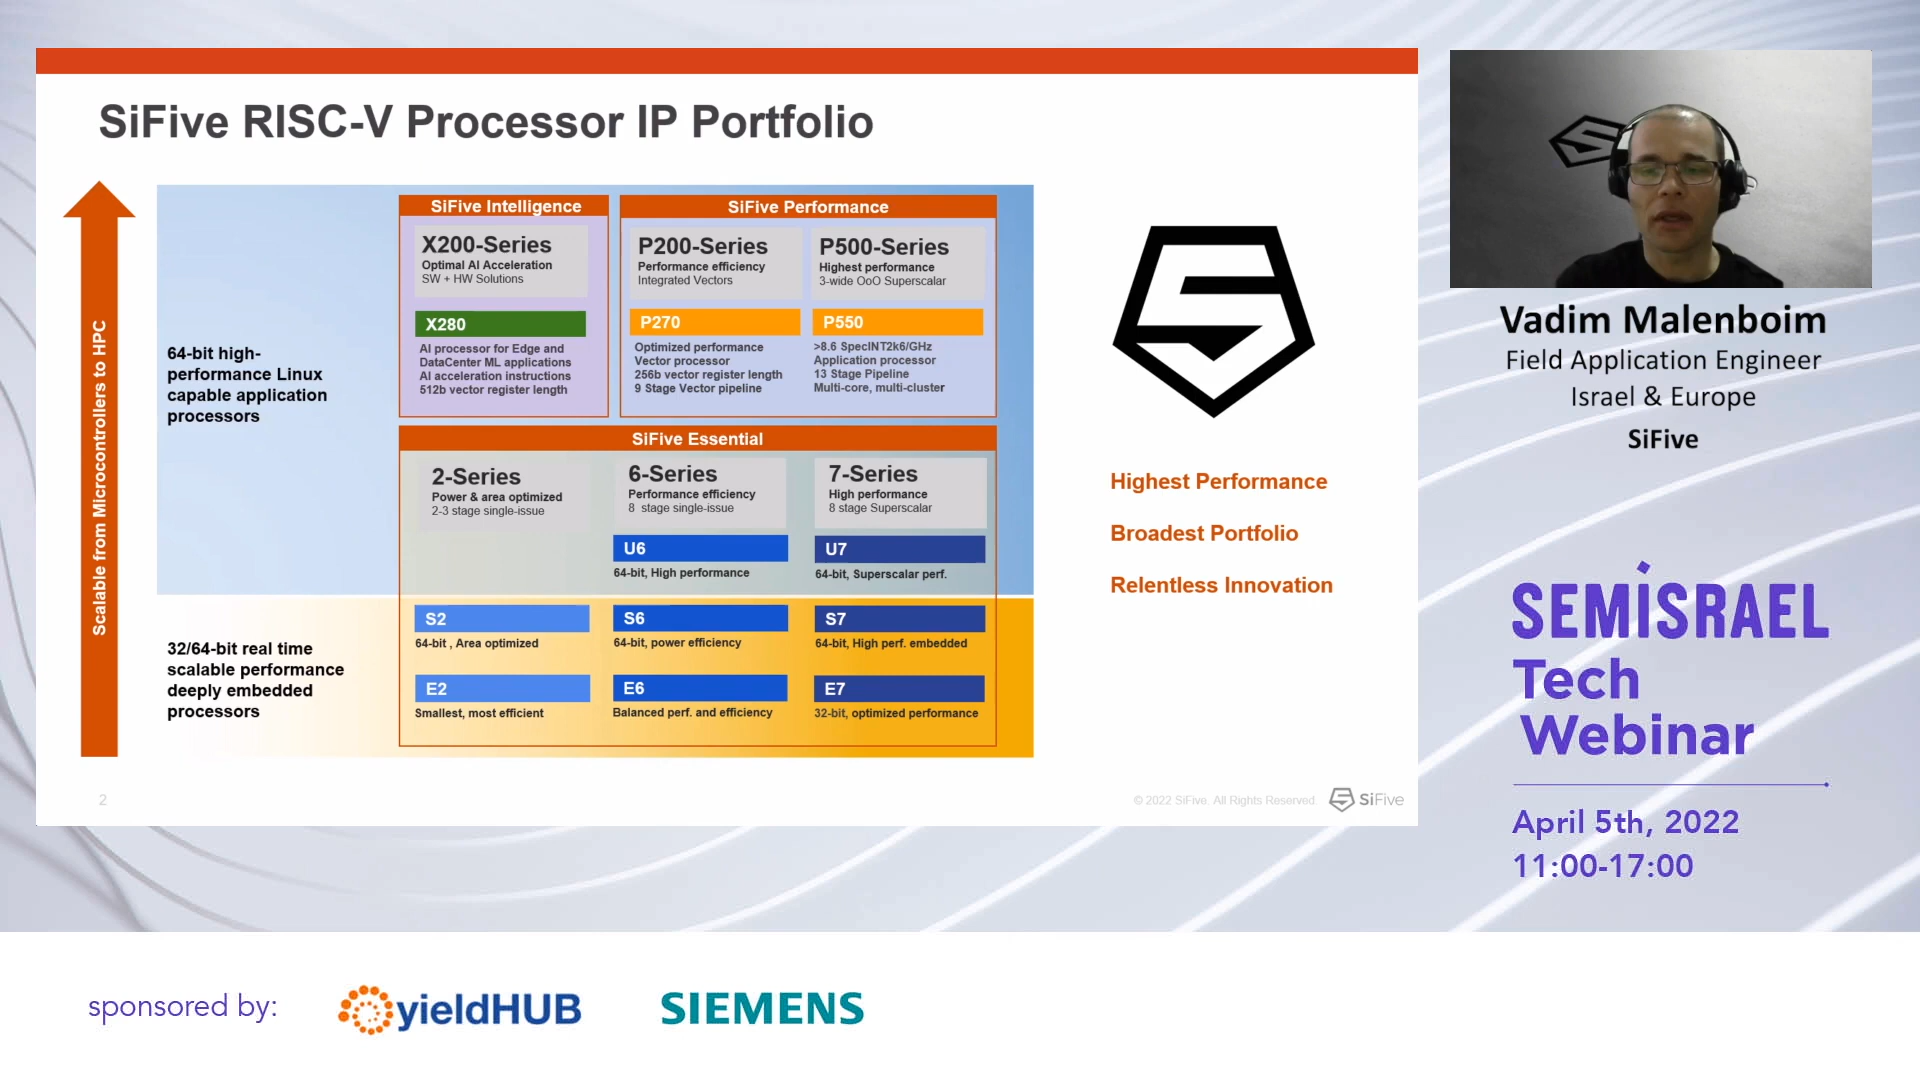 SiFive RISC-V Processor IP Portfolio
Scalable from Microcontrollers to HPC
64-bit high-
performance Linux
capable application
processors
SiFive Intelligence
X200-Series
Optimal AI Acceleration
SW + HW Solutions
X280
AI processor for Edge and
DataCenter ML applications
AI acceleration instructions
512b vector register length
SiFive Performance
P200-Series
Performance efficiency
Integrated Vectors
P270
Optimized performance
Vector processor
256b vector register length
9 Stage Vector pipeline
P500-Series
Highest performance
3-wide OoO Superscalar
P550
>8.6 SpecINT2k6/GHz
Application processor
13 Stage Pipeline
Multi-core, multi-cluster
SiFive Essential
2-Series
Power & area optimized
2-3 stage single-issue
6-Series
Performance efficiency
8 stage single-issue
7-Series
High performance
8 stage Superscalar
U6
64-bit, High performance
U7
64-bit, Superscalar perf.
32/64-bit real time
scalable performance
deeply embedded
processors
S2
64-bit , Area optimized
S6
64-bit, power efficiency
S7
64-bit, High perf. embedded
E2
Smallest, most efficient
E6
Balanced perf. and efficiency
E7
32-bit, optimized performance
Highest Performance
Broadest Portfolio
Relentless Innovation
2
© 2022 SiFive. All Rights Reserved
SiFive
Vadim Malenboim
Field Application Engineer
Israel & Europe
SiFive
SEMISRAEL
Tech
Webinar
April 5th, 2022
11:00-17:00
sponsored by:
yieldHUB
SIEMENS